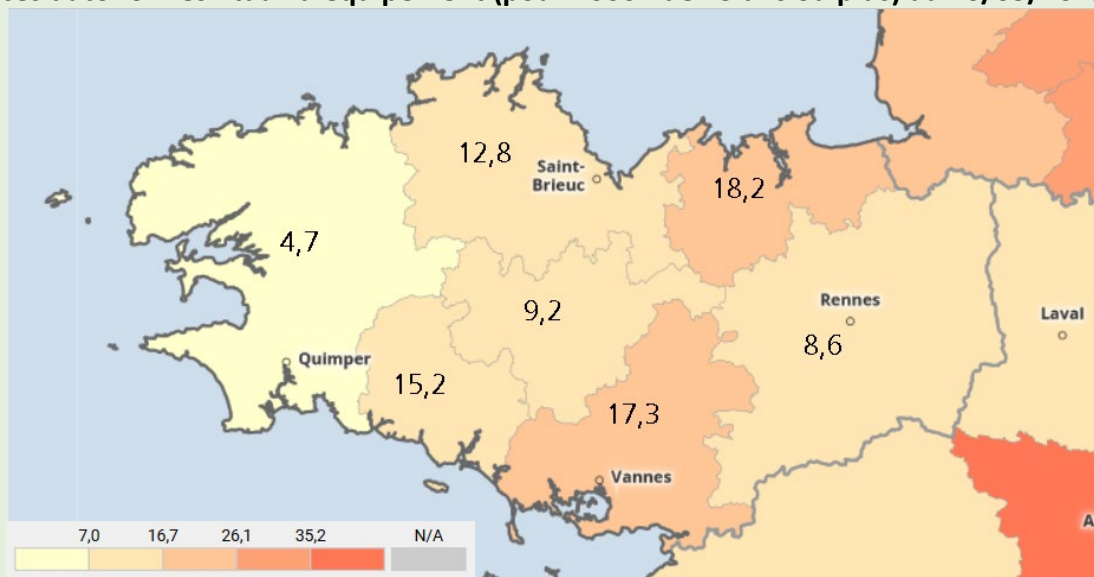 12,8
Saint-
Brieuc
18,2
4,7
9,2
Rennes
Laval
8,6
Quimper
15,2
17,3
Vannes
7,0 16,7 26,1 35,2 N/A